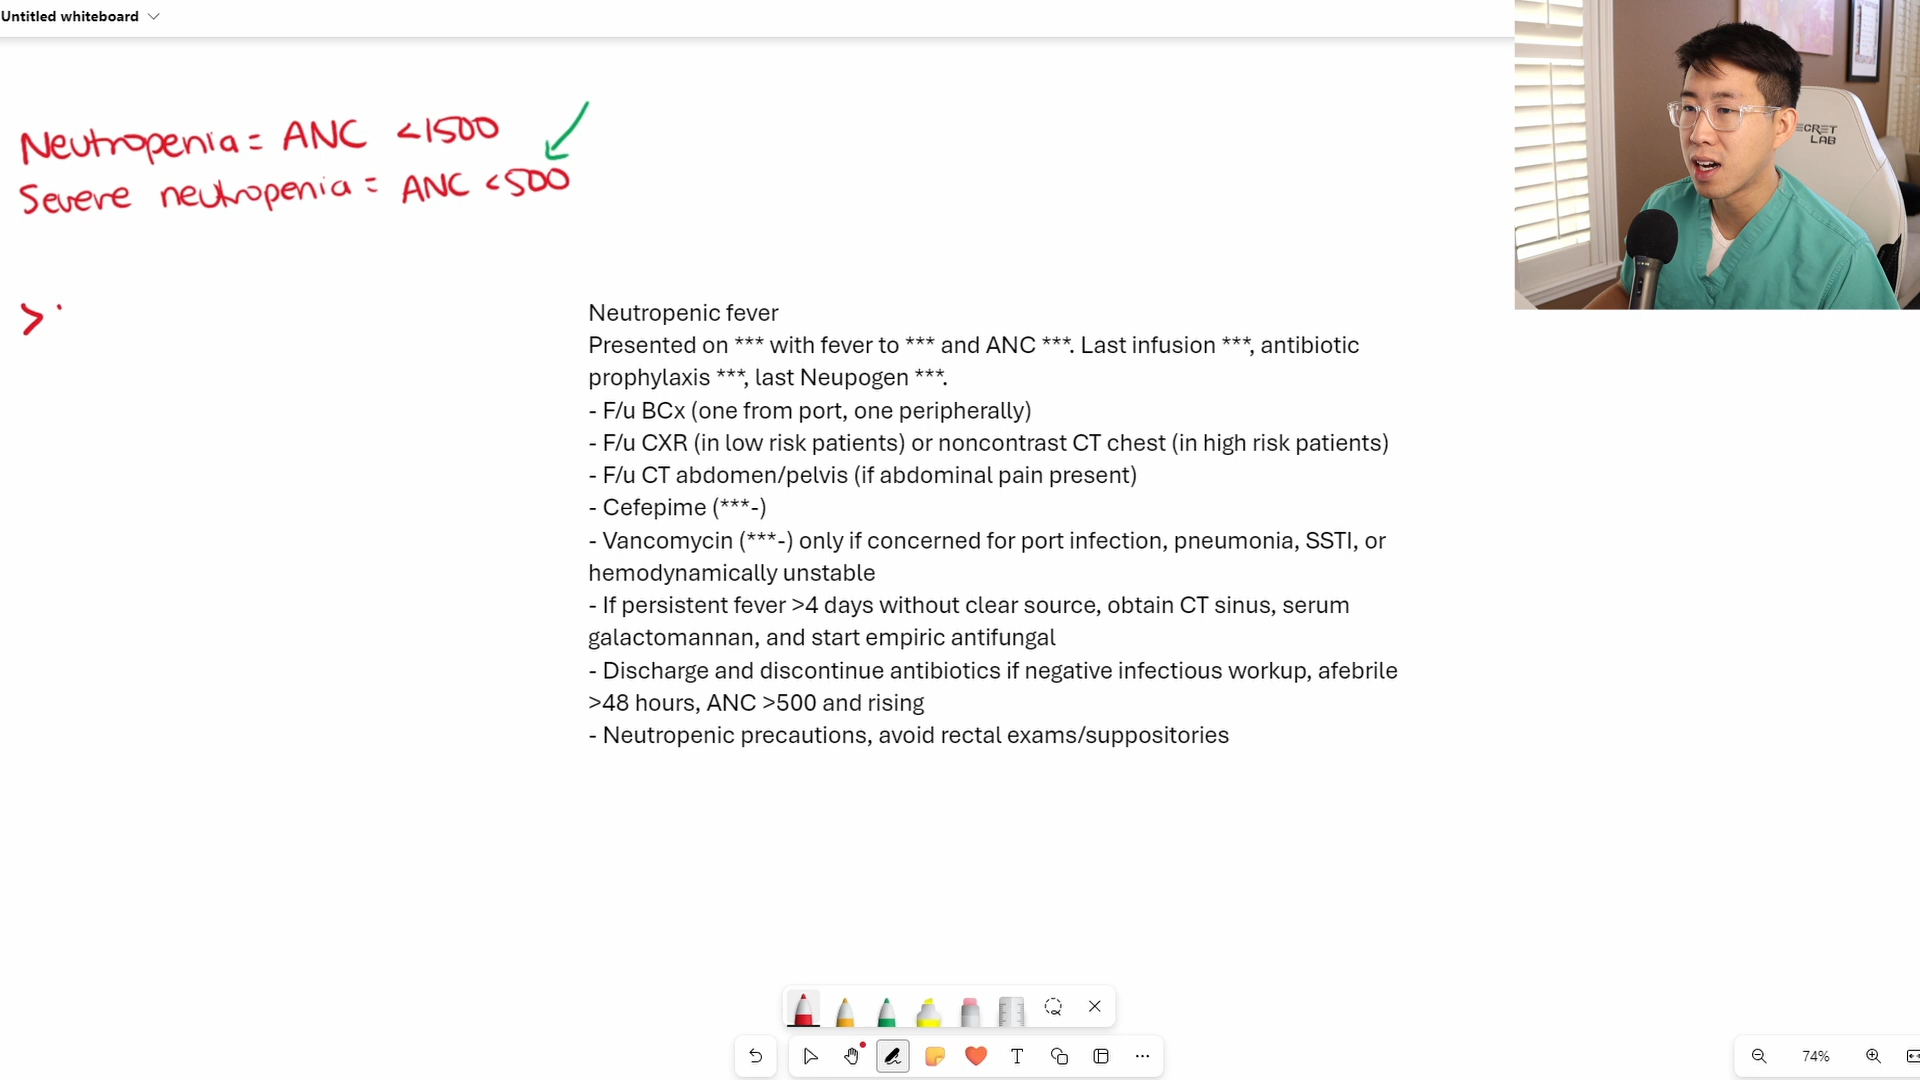 Untitled whiteboard
Neutropenia = ANC <1500
Severe neutropenia = ANC <500
>
Neutropenic fever
Presented on *** with fever to *** and ANC ***. Last infusion ***, antibiotic
prophylaxis ***, last Neupogen ***.
- F/u BCx (one from port, one peripherally)
- F/u CXR (in low risk patients) or noncontrast CT chest (in high risk patients)
- F/u CT abdomen/pelvis (if abdominal pain present)
- Cefepime (***-)
- Vancomycin (***-) only if concerned for port infection, pneumonia, SSTI, or
hemodynamically unstable
- If persistent fever >4 days without clear source, obtain CT sinus, serum
galactomannan, and start empiric antifungal
- Discharge and discontinue antibiotics if negative infectious workup, afebrile
>48 hours, ANC >500 and rising
- Neutropenic precautions, avoid rectal exams/suppositories
LAB
74%